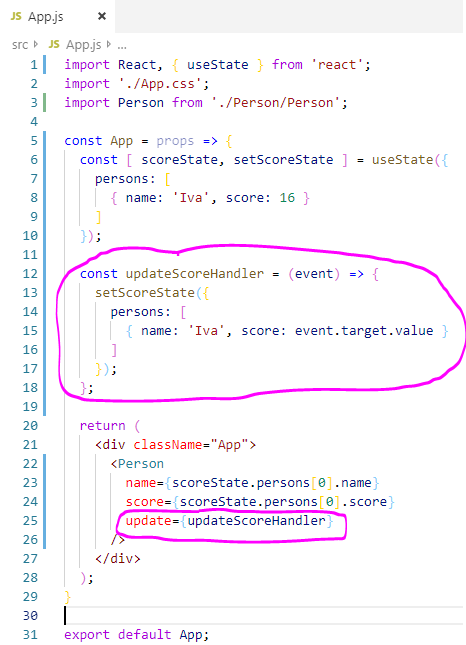 JS App.js ×
src › JS App.js › ...
1 import React, { useState } from 'react';
2 import './App.css';
3 import Person from './Person/Person';
4
5 const App = props => {
6 const [ scoreState, setScoreState ] = useState({
7 persons: [
8 { name: 'Iva', score: 16 }
9 ]
10 });
11
12 const updateScoreHandler = (event) => {
13 setScoreState({
14 persons: [
15 { name: 'Iva', score: event.target.value }
16 ]
17 });
18 };
19
20 return (
21 <div className="App">
22 <Person
23 name={scoreState.persons[0].name}
24 score={scoreState.persons[0].score}
25 update={updateScoreHandler}
26 />
27 </div>
28 );
29 }
30
31 export default App;